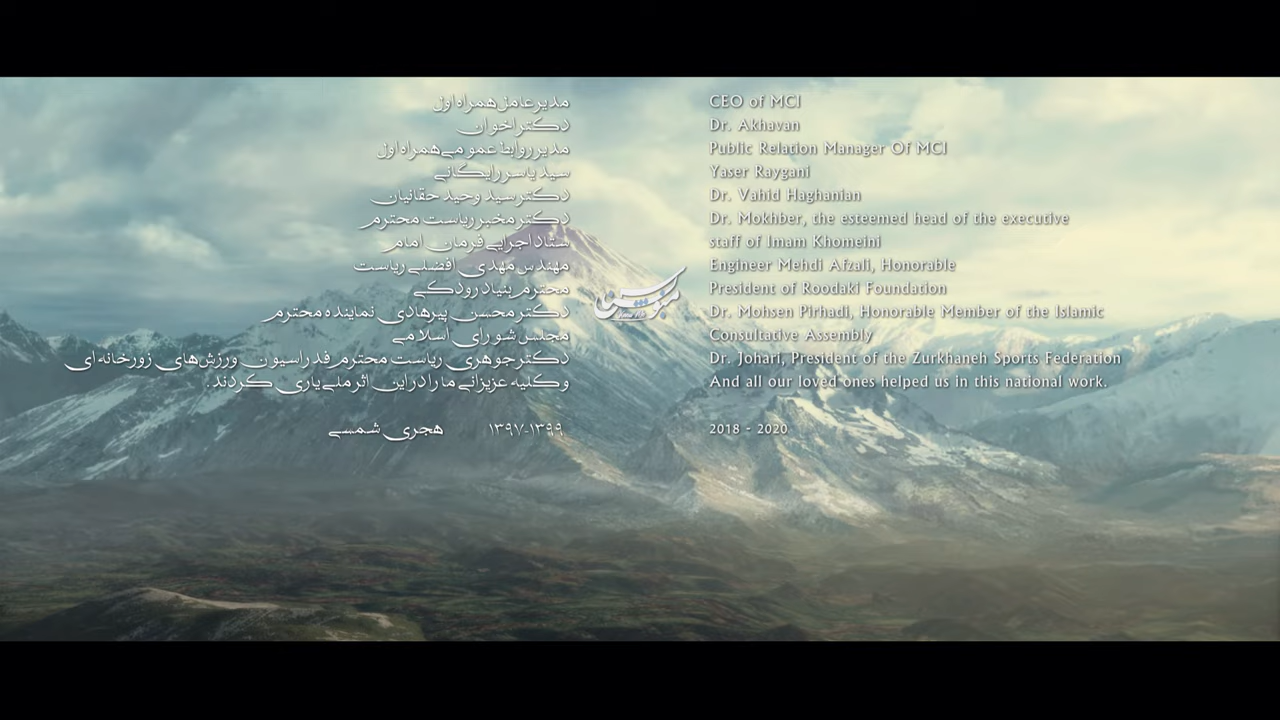 مدیرعامل همراه اول
دکتر اخوان
مدیر روابط عمومی همراه اول
سید یاسر رایگانی
دکتر سید وحید حقانیان
دکتر مخبر ریاست محترم
ستاد اجرایی فرمان امام
مهندس مهدی افضلی ریاست
محترم بنیاد رودکی
دکتر محسن پیرهادی نماینده محترم
مجلس شورای اسلامی
دکتر جوهری ریاست محترم فدراسیون ورزش‌های زورخانه‌ای
و کلیه عزیزانی ما را در این اثر ملی یاری کردند.
۱۳۹۷-۱۳۹۹ هجری شمسی
CEO of MCI
Dr. Akhavan
Public Relation Manager Of MCI
Yaser Raygani
Dr. Vahid Haghanian
Dr. Mokhber, the esteemed head of the executive
staff of Imam Khomeini
Engineer Mehdi Afzali, Honorable
President of Roodaki Foundation
Dr. Mohsen Pirhadi, Honorable Member of the Islamic
Consultative Assembly
Dr. Johari, President of the Zurkhaneh Sports Federation
And all our loved ones helped us in this national work.
2018 - 2020